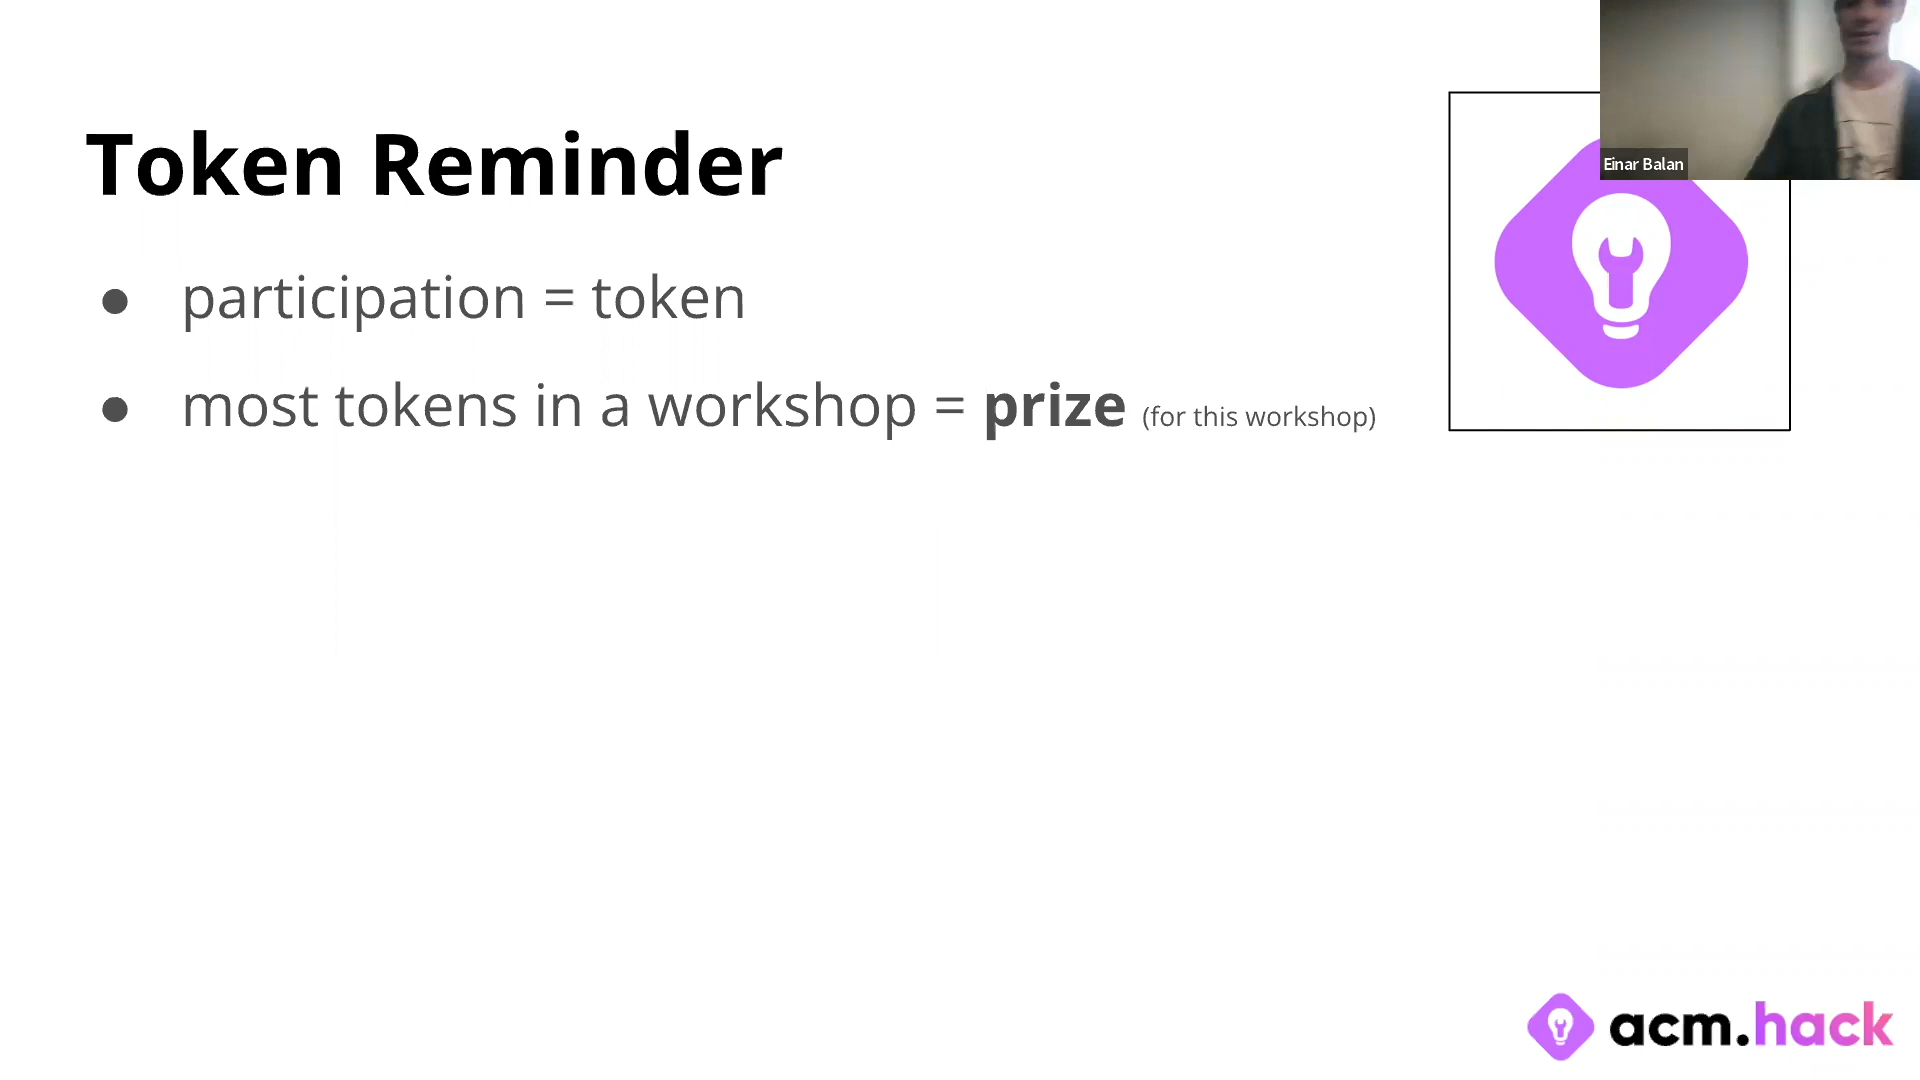 Token Reminder
● participation = token
● most tokens in a workshop = prize (for this workshop)
Einar Balan
acm.hack